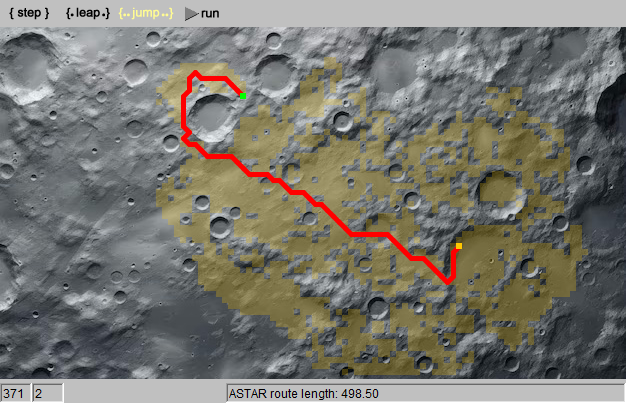 { step } {. leap.} {.. jump ..} run
371 2 ASTAR route length: 498.50